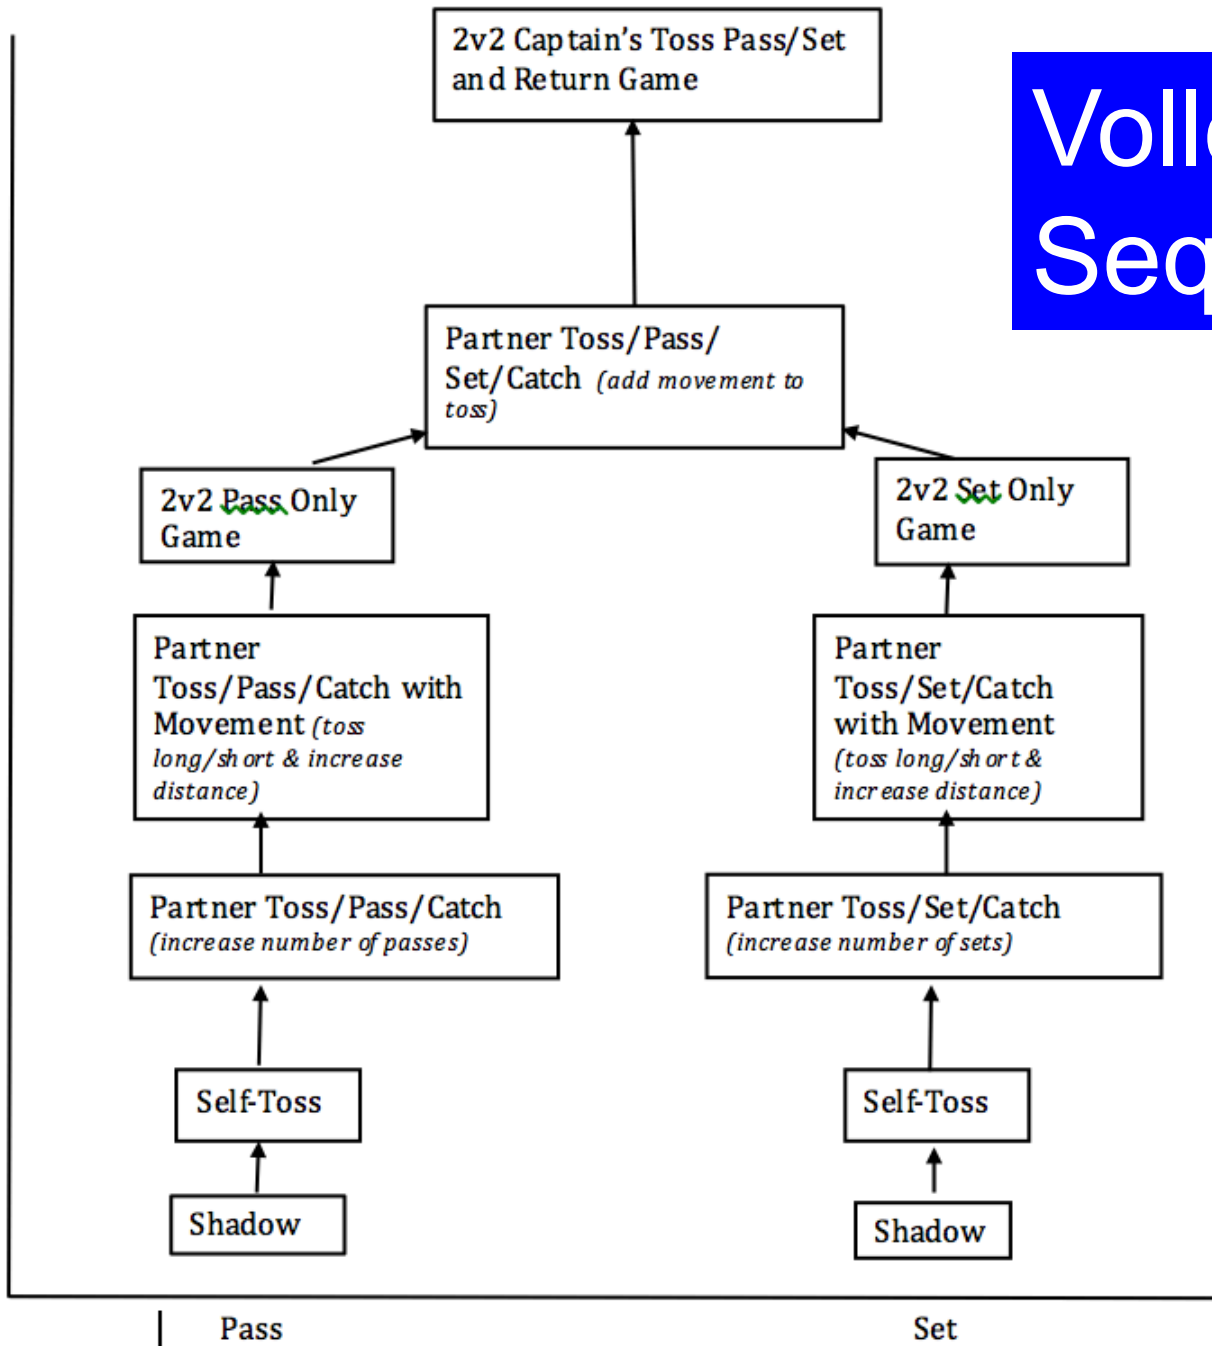 2v2 Captain's Toss Pass/Set
and Return Game
Partner Toss/Pass/
Set/Catch (add movement to
toss)
2v2 Pass Only
Game
2v2 Set Only
Game
Partner
Toss/Pass/Catch with
Movement (toss
long/short & increase
distance)
Partner
Toss/Set/Catch
with Movement
(toss long/short &
increase distance)
Partner Toss/Pass/Catch
(increase number of passes)
Partner Toss/Set/Catch
(increase number of sets)
Self-Toss
Self-Toss
Shadow
Shadow
Pass
Set